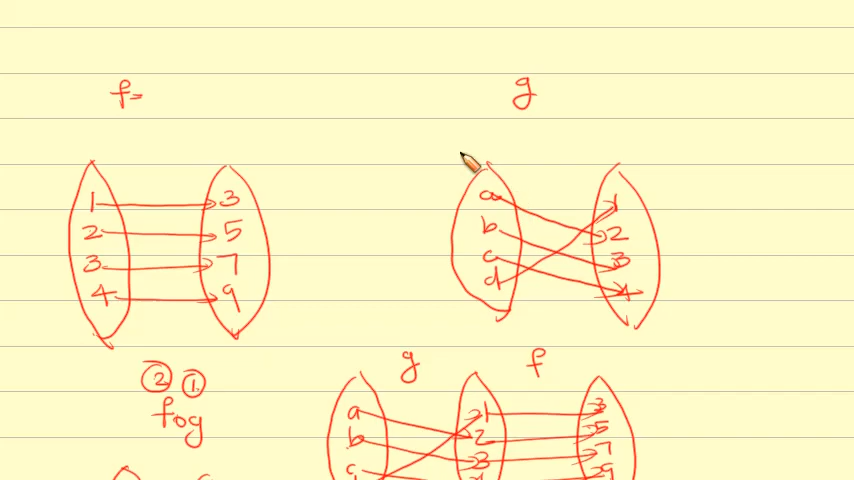 f= g
1 3 a 1
2 5 b 2
3 7 c 3
4 9 d 4
② ① g f
fog a 1 3
b 2 5
c 3 7
9